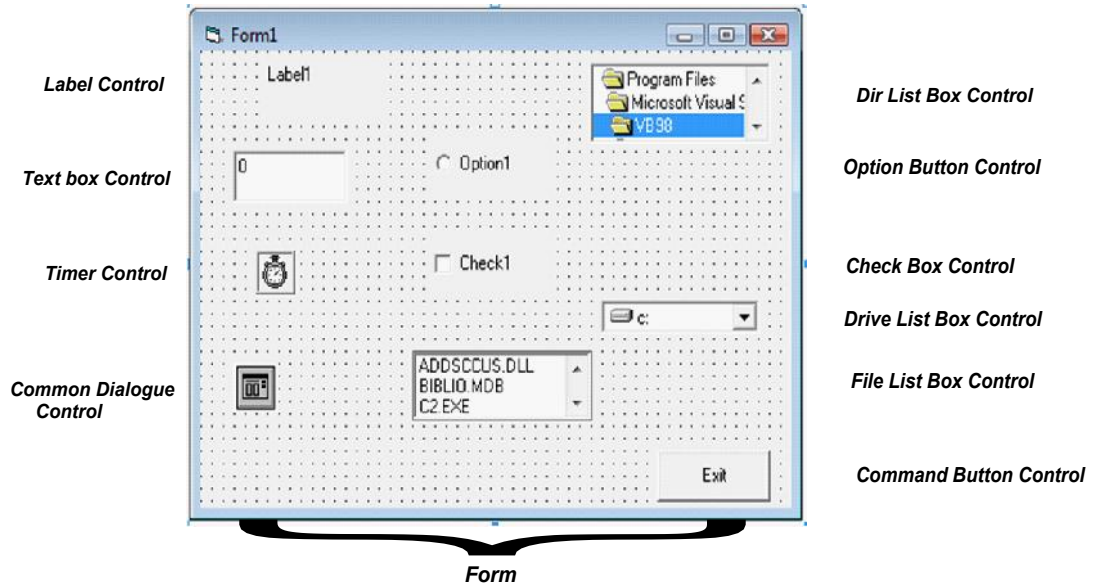 Form1
Label Control
Label1
Program Files
Microsoft Visual S
VB98
Dir List Box Control
Text box Control
0
Option1
Option Button Control
Timer Control
Check1
Check Box Control
c:
Drive List Box Control
Common Dialogue
Control
ADDSCCUS.DLL
BIBLIO.MDB
C2.EXE
File List Box Control
Exit
Command Button Control
Form